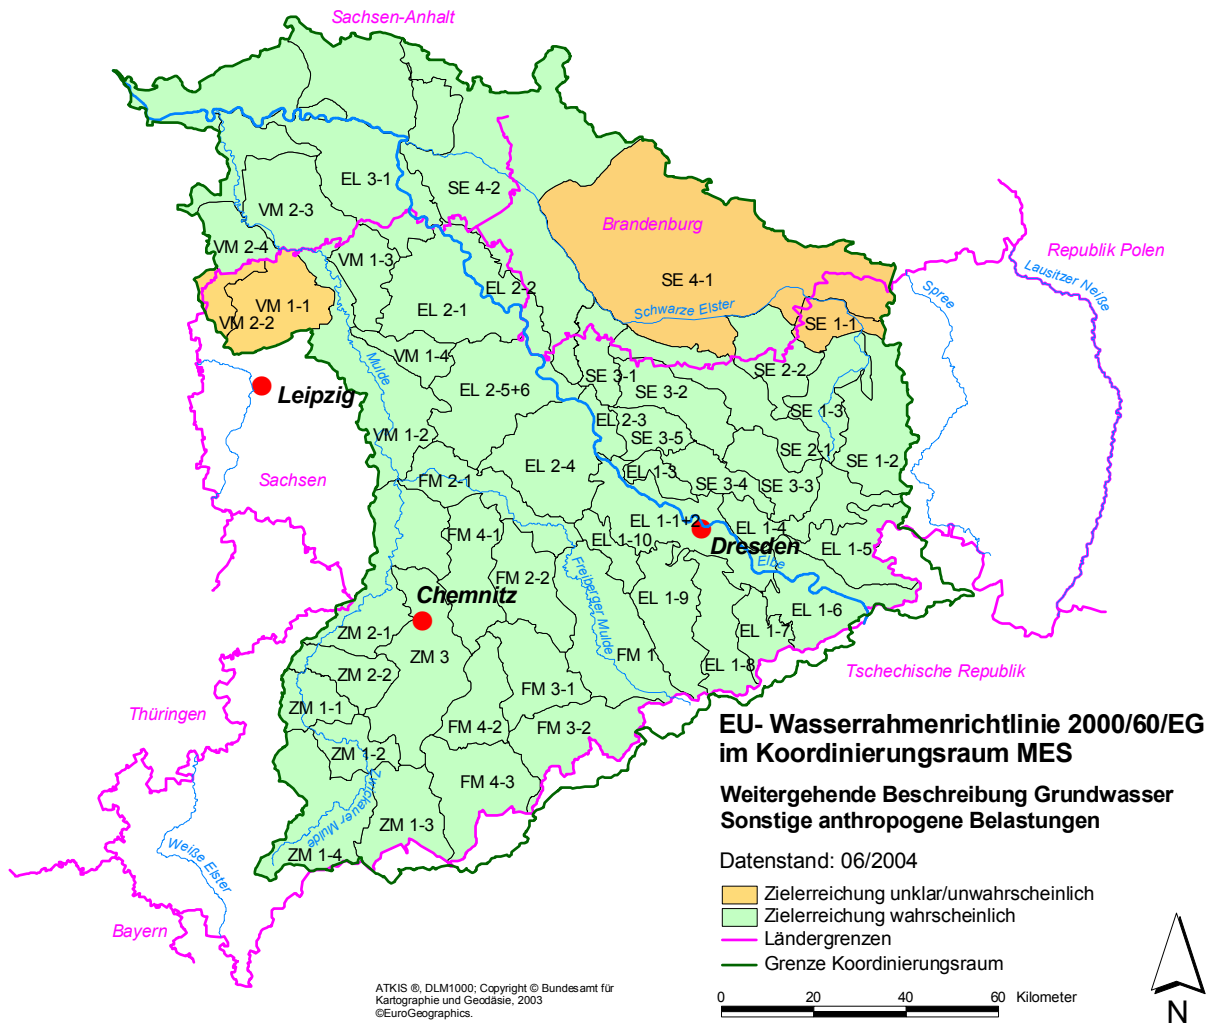 Sachsen-Anhalt
EL 3-1
SE 4-2
VM 2-3
Brandenburg
VM 2-4
Republik Polen
VM 1-3
Lausitzer Neiße
SE 4-1
EL 2-2
Spree
VM 1-1
EL 2-1
Schwarze Elster
VM 2-2
SE 1-1
Mulde
VM 1-4
SE 2-2
SE 3-1
EL 2-5+6
SE 3-2
Leipzig
SE 1-3
EL 2-3
VM 1-2
SE 3-5
SE 2-1
EL 2-4
SE 1-2
EL 1-3
Sachsen
FM 2-1
SE 3-4
SE 3-3
EL 1-1+2
EL 1-4
FM 4-1
EL 1-10
Dresden
EL 1-5
Elbe
FM 2-2
Freiberger Mulde
Chemnitz
EL 1-9
EL 1-6
ZM 2-1
EL 1-7
ZM 3
FM 1
EL 1-8
Tschechische Republik
ZM 2-2
FM 3-1
ZM 1-1
Thüringen
FM 4-2
FM 3-2
ZM 1-2
FM 4-3
Zwickauer Mulde
ZM 1-3
ZM 1-4
Weiße Elster
Bayern
EU- Wasserrahmenrichtlinie 2000/60/EG
im Koordinierungsraum MES
Weitergehende Beschreibung Grundwasser
Sonstige anthropogene Belastungen
Datenstand: 06/2004
Zielerreichung unklar/unwahrscheinlich
Zielerreichung wahrscheinlich
Ländergrenzen
Grenze Koordinierungsraum
0 20 40 60 Kilometer
N
ATKIS ®, DLM1000; Copyright © Bundesamt für
Kartographie und Geodäsie, 2003
©EuroGeographics.